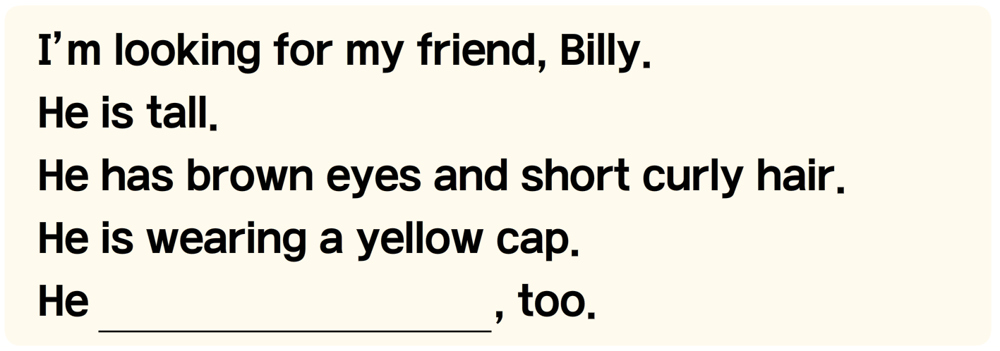 I’m looking for my friend, Billy.
He is tall.
He has brown eyes and short curly hair.
He is wearing a yellow cap.
He ____________________, too.